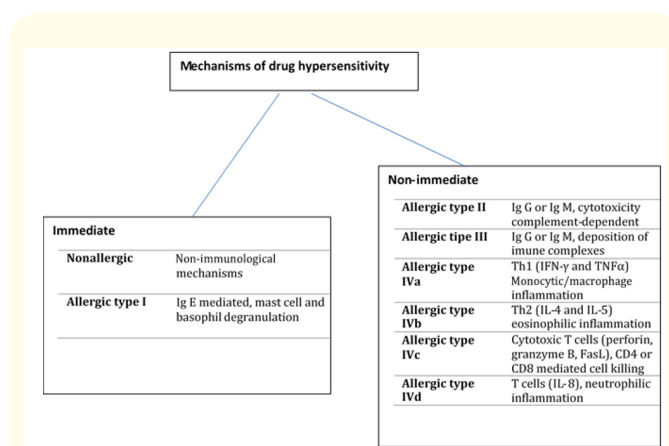 Mechanisms of drug hypersensitivity
Immediate
Nonallergic Non-immunological
mechanisms
Allergic type I Ig E mediated, mast cell and
basophil degranulation
Non-immediate
Allergic type II Ig G or Ig M, cytotoxicity
complement-dependent
Allergic tipe III Ig G or Ig M, deposition of
imune complexes
Allergic type Th1 (IFN-γ and TNFα)
IVa Monocytic/macrophage
inflammation
Allergic type Th2 (IL-4 and IL-5)
IVb eosinophilic inflammation
Allergic type Cytotoxic T cells (perforin,
IVc granzyme B, FasL), CD4 or
CD8 mediated cell killing
Allergic type T cells (IL-8), neutrophilic
IVd inflammation